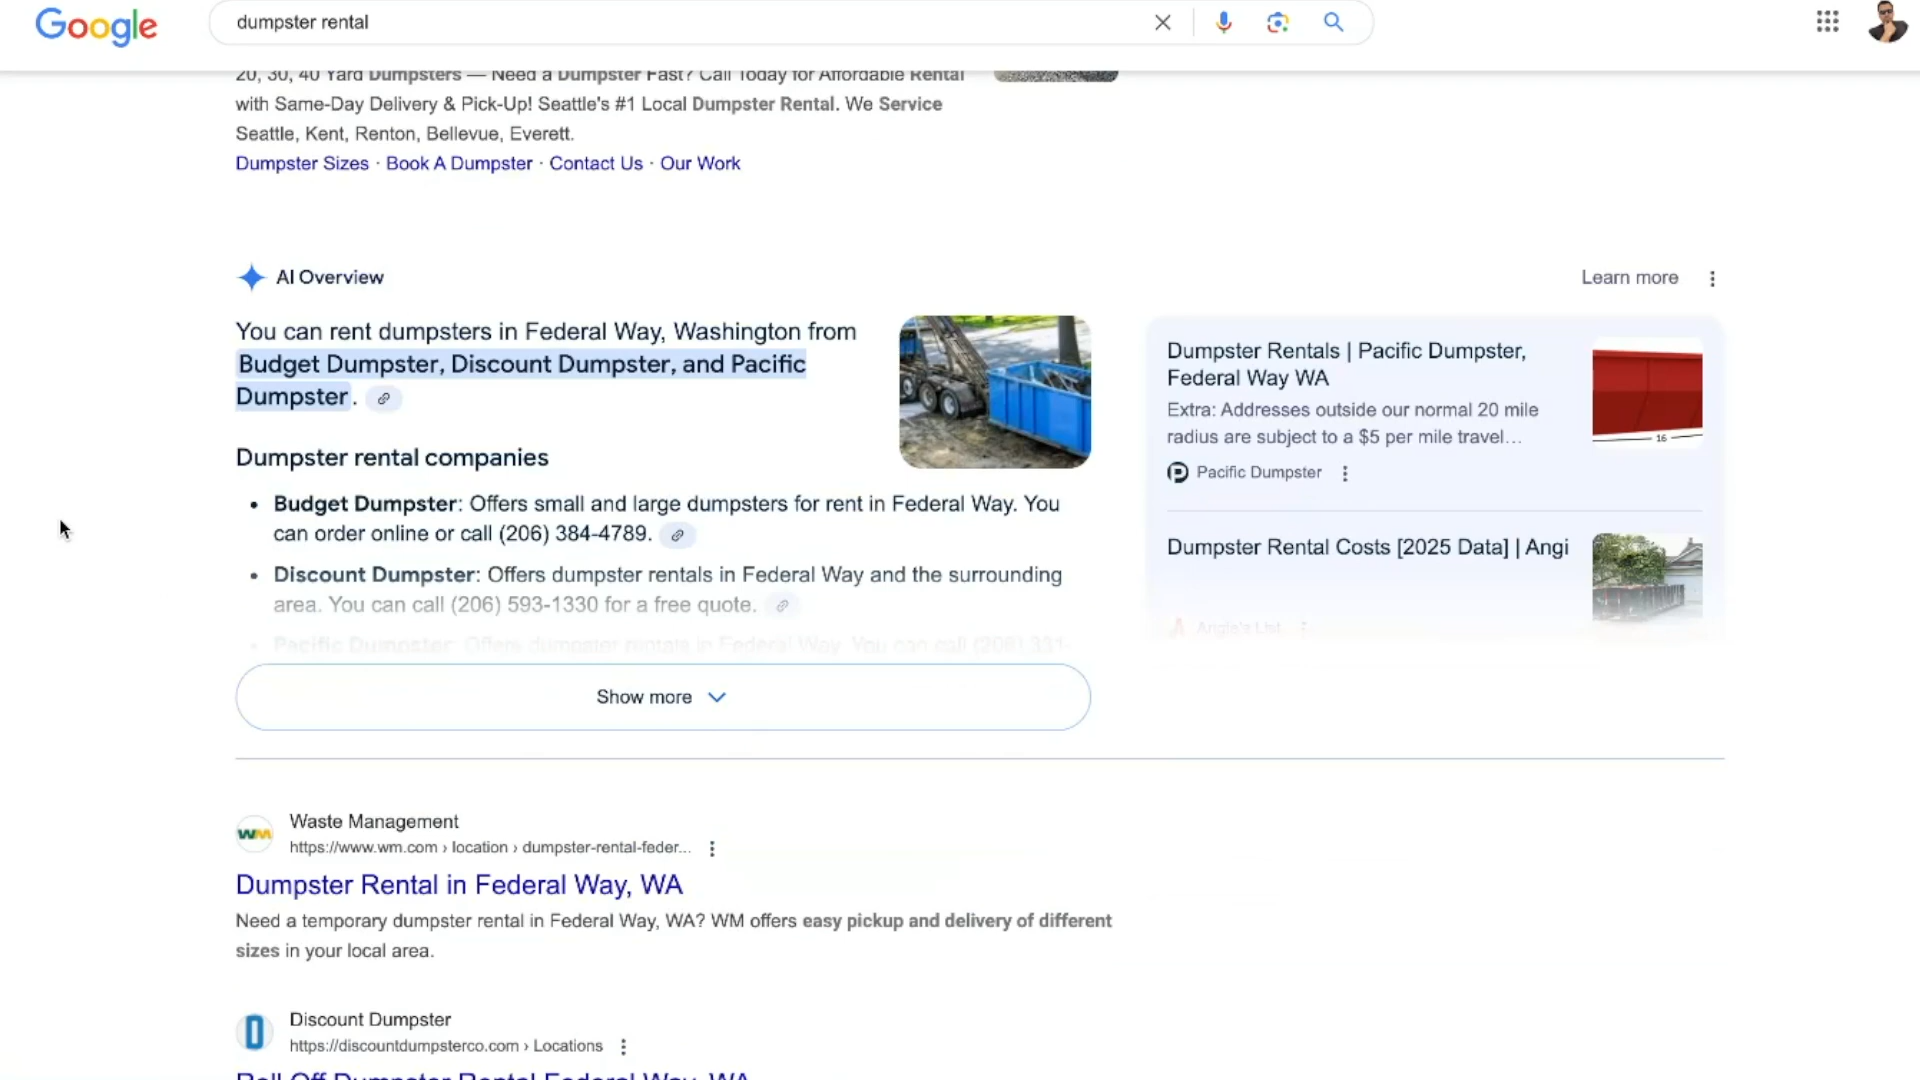 Google
dumpster rental
20, 30, 40 Yard Dumpsters — Need a Dumpster Fast? Call Today for Affordable Rental
with Same-Day Delivery & Pick-Up! Seattle's #1 Local Dumpster Rental. We Service
Seattle, Kent, Renton, Bellevue, Everett.
Dumpster Sizes · Book A Dumpster · Contact Us · Our Work
AI Overview
Learn more
You can rent dumpsters in Federal Way, Washington from
Budget Dumpster, Discount Dumpster, and Pacific
Dumpster.
Dumpster rental companies
• Budget Dumpster: Offers small and large dumpsters for rent in Federal Way. You
can order online or call (206) 384-4789.
• Discount Dumpster: Offers dumpster rentals in Federal Way and the surrounding
area. You can call (206) 593-1330 for a free quote.
• Pacific Dumpster: Offers dumpster rentals in Federal Way. You can call (206) 331-
Show more
Dumpster Rentals | Pacific Dumpster,
Federal Way WA
Extra: Addresses outside our normal 20 mile
radius are subject to a $5 per mile travel...
Pacific Dumpster
16
Dumpster Rental Costs [2025 Data] | Angi
Angie's List
WM
Waste Management
https://www.wm.com › location › dumpster-rental-feder...
Dumpster Rental in Federal Way, WA
Need a temporary dumpster rental in Federal Way, WA? WM offers easy pickup and delivery of different
sizes in your local area.
Discount Dumpster
https://discountdumpsterco.com › Locations
Roll Off Dumpster Rental Federal Way, WA